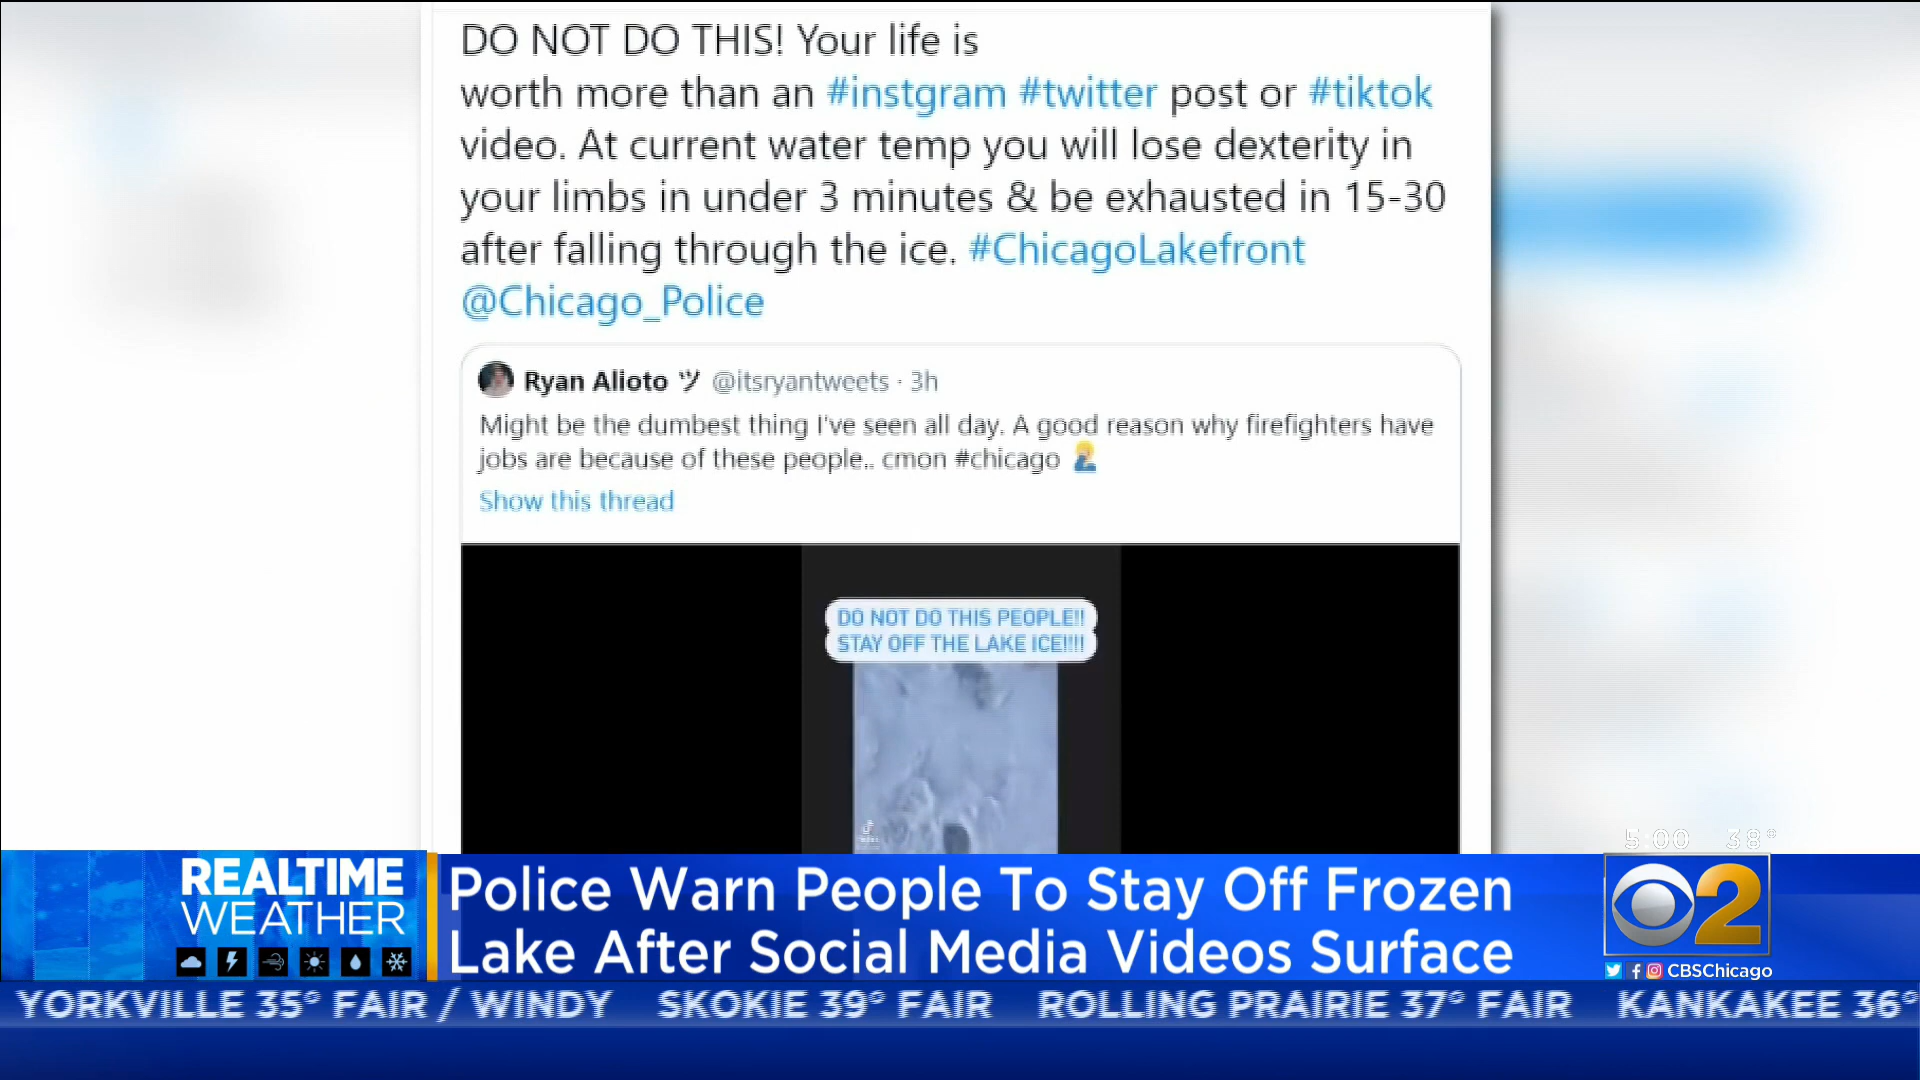 DO NOT DO THIS! Your life is
worth more than an #instgram #twitter post or #tiktok
video. At current water temp you will lose dexterity in
your limbs in under 3 minutes & be exhausted in 15-30
after falling through the ice. #ChicagoLakefront
@Chicago_Police
Ryan Alioto ツ @itsryantweets · 3h
Might be the dumbest thing I've seen all day. A good reason why firefighters have
jobs are because of these people.. cmon #chicago
Show this thread
DO NOT DO THIS PEOPLE!!
STAY OFF THE LAKE ICE!!!!
5:00 38°
REALTIME
WEATHER
Police Warn People To Stay Off Frozen
Lake After Social Media Videos Surface
2
CBSChicago
YORKVILLE 35° FAIR / WINDY SKOKIE 39° FAIR ROLLING PRAIRIE 37° FAIR KANKAKEE 36°